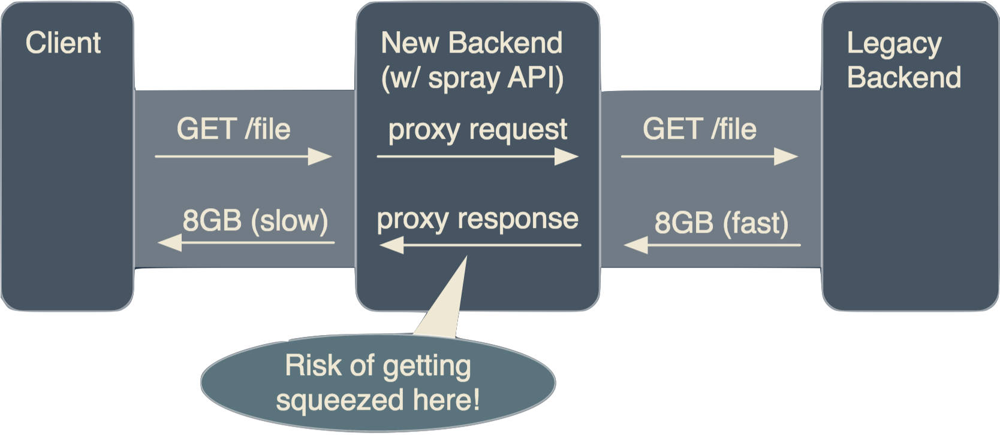 Client
New Backend
(w/ spray API)
Legacy
Backend
GET /file
proxy request
GET /file
8GB (slow)
proxy response
8GB (fast)
Risk of getting
squeezed here!